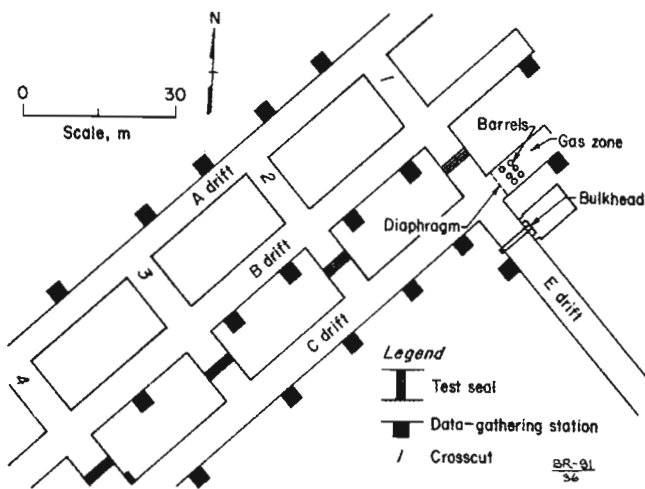 N
0 30
Scale, m
1
Barrels
Gas zone
2
A drift
Bulkhead
Diaphragm
3
B drift
E drift
C drift
4
Legend
Test seal
Data-gathering station
/ Crosscut
BR-91
36